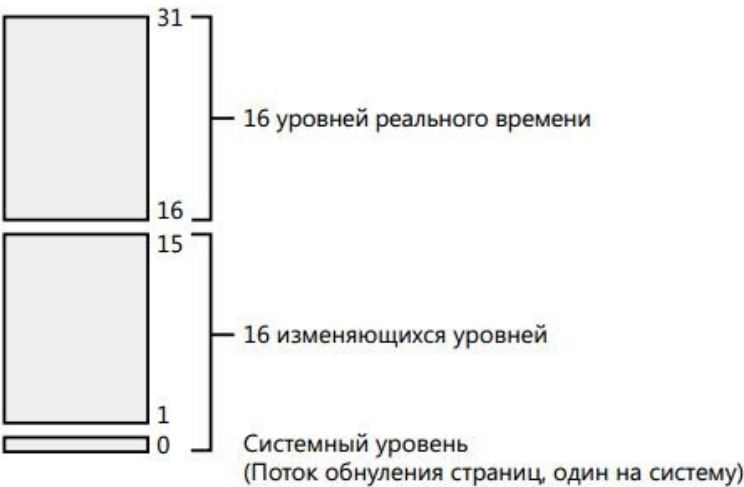 31
16 уровней реального времени
16
15
16 изменяющихся уровней
1
0
Системный уровень
(Поток обнуления страниц, один на систему)